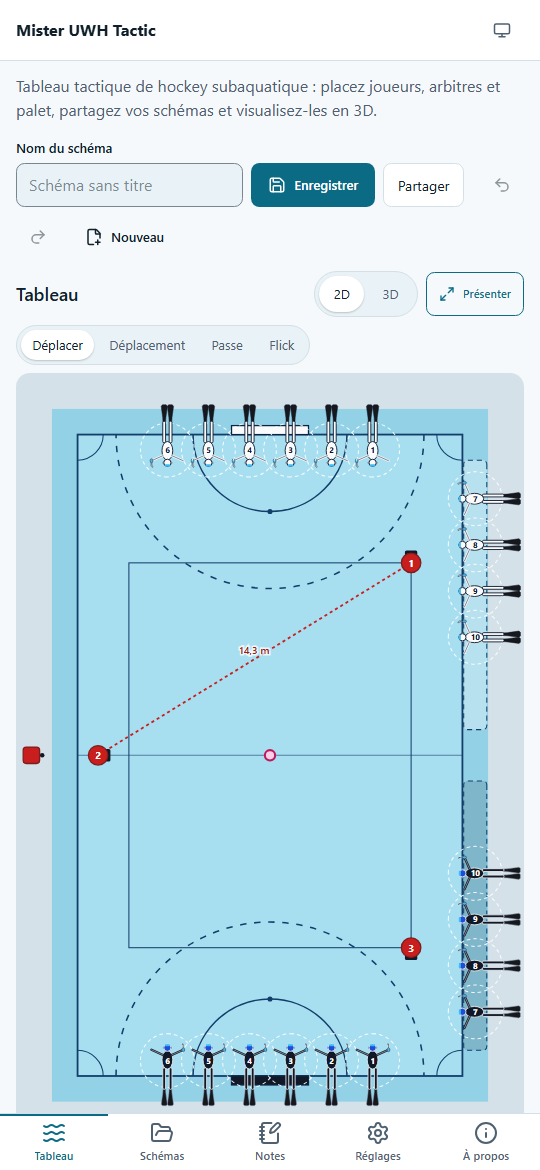 Mister UWH Tactic
Tableau tactique de hockey subaquatique : placez joueurs, arbitres et
palet, partagez vos schémas et visualisez-les en 3D.
Nom du schéma
Schéma sans titre
Enregistrer
Partager
Nouveau
Tableau
2D
3D
Présenter
Déplacer
Déplacement
Passe
Flick
6
5
4
3
2
1
7
8
9
10
1
14,3 m
2
10
9
8
7
3
6
5
4
3
2
1
Tableau
Schémas
Notes
Réglages
À propos